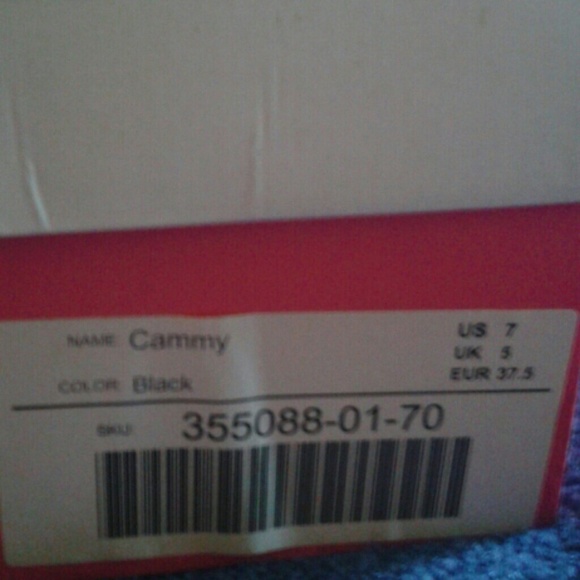 NAME: Cammy
US 7
UK 5
COLOR: Black
EUR 37.5
SKU: 355088-01-70